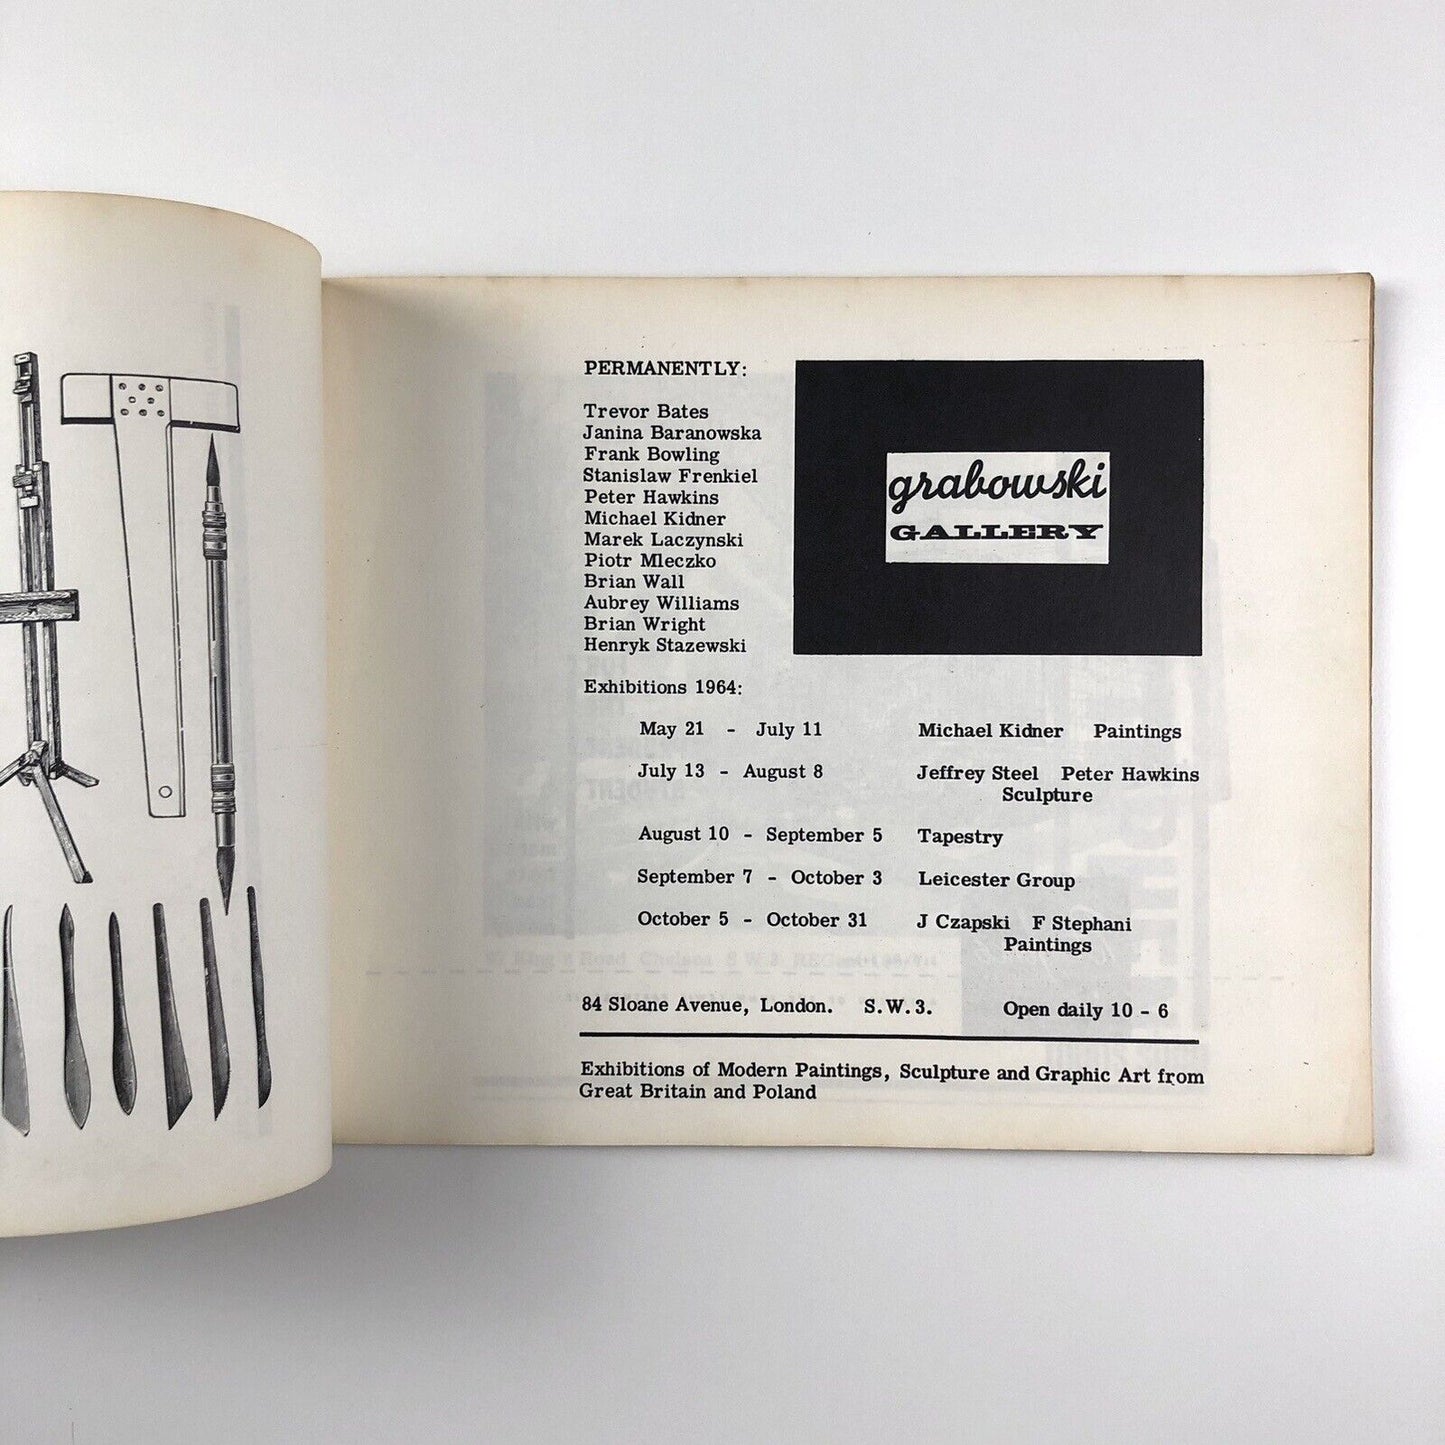 PERMANENTLY:
Trevor Bates
Janina Baranowska
Frank Bowling
Stanislaw Frenkiel
Peter Hawkins
Michael Kidner
Marek Laczynski
Piotr Mleczko
Brian Wall
Aubrey Williams
Brian Wright
Henryk Stazewski
grabowski
GALLERY
Exhibitions 1964:
May 21 - July 11 Michael Kidner Paintings
July 13 - August 8 Jeffrey Steel Peter Hawkins
Sculpture
August 10 - September 5 Tapestry
September 7 - October 3 Leicester Group
October 5 - October 31 J Czapski F Stephani
Paintings
84 Sloane Avenue, London. S.W.3. Open daily 10 - 6
Exhibitions of Modern Paintings, Sculpture and Graphic Art from
Great Britain and Poland